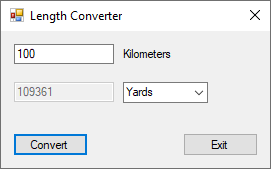 Length Converter
100 Kilometers
109361 Yards
Convert Exit